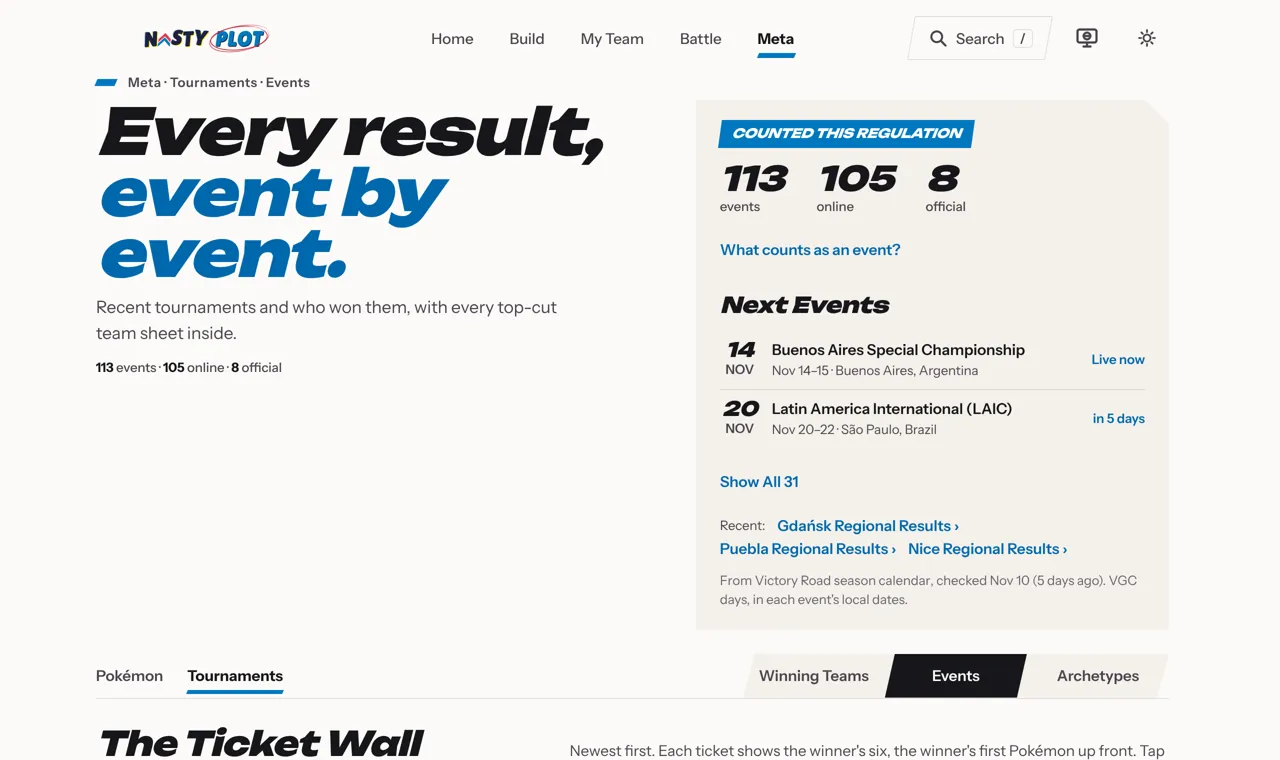 NASTY PLOT
Home
Build
My Team
Battle
Meta
Search /
Meta · Tournaments · Events
Every result,
event by
event.
Recent tournaments and who won them, with every top-cut
team sheet inside.
113 events · 105 online · 8 official
COUNTED THIS REGULATION
113 105 8
events online official
What counts as an event?
Next Events
14 Buenos Aires Special Championship
NOV Nov 14–15 · Buenos Aires, Argentina
Live now
20 Latin America International (LAIC)
NOV Nov 20–22 · São Paulo, Brazil
in 5 days
Show All 31
Recent: Gdańsk Regional Results ›
Puebla Regional Results › Nice Regional Results ›
From Victory Road season calendar, checked Nov 10 (5 days ago). VGC
days, in each event's local dates.
Pokémon Tournaments
Winning Teams Events Archetypes
The Ticket Wall
Newest first. Each ticket shows the winner's six, the winner's first Pokémon up front. Tap